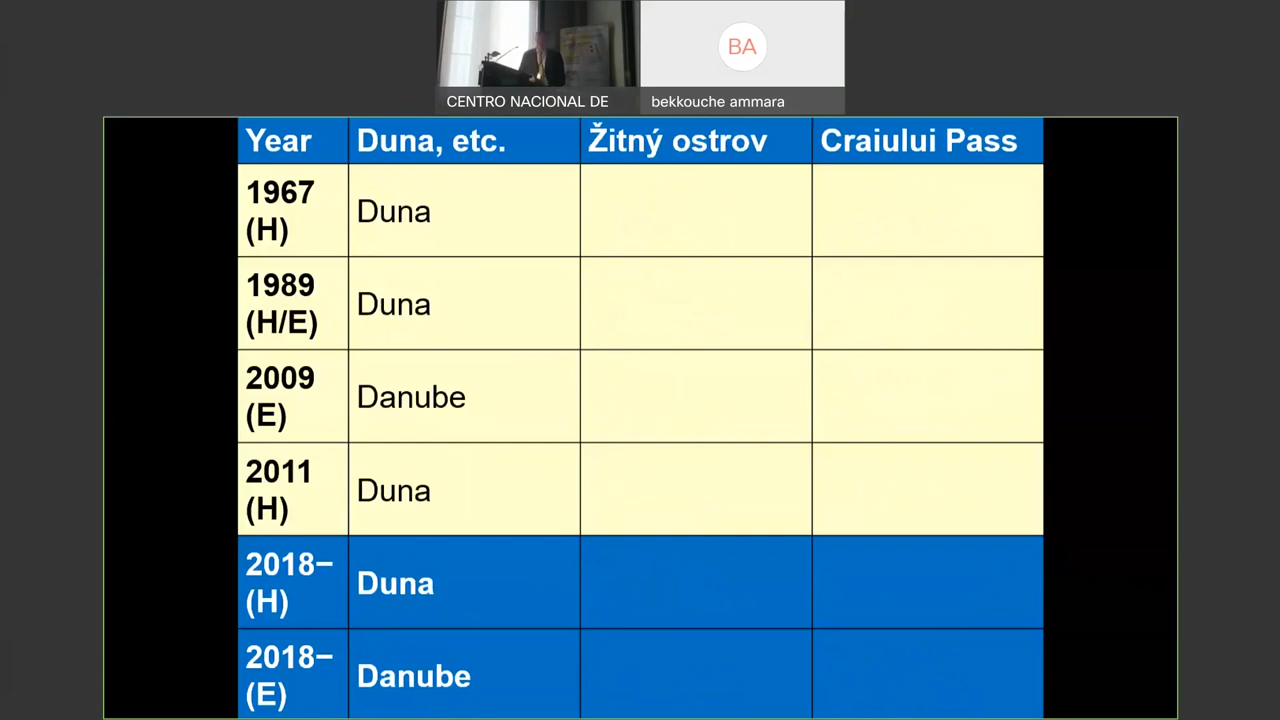 BA
CENTRO NACIONAL DE
bekkouche ammara
Year Duna, etc. Žitný ostrov Craiului Pass
1967
(H)
Duna
1989
(H/E)
Duna
2009
(E)
Danube
2011
(H)
Duna
2018–
(H)
Duna
2018–
(E)
Danube